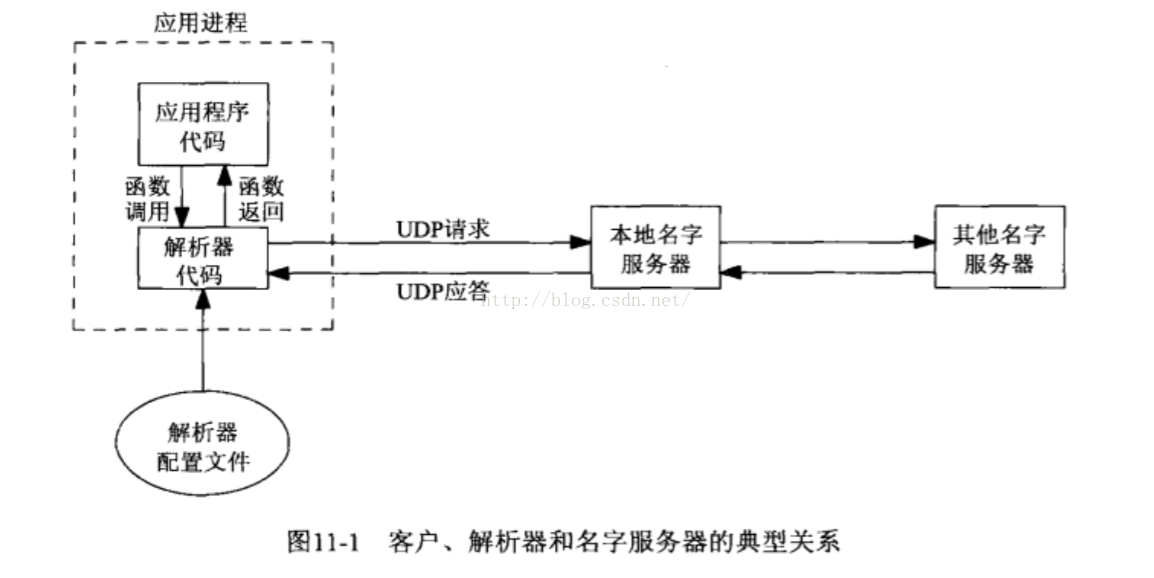 应用进程
应用程序
代码
函数
调用
函数
返回
解析器
代码
UDP请求
UDP应答
本地名字
服务器
其他名字
服务器
http://blog.csdn.net/
解析器
配置文件
图11-1 客户、解析器和名字服务器的典型关系